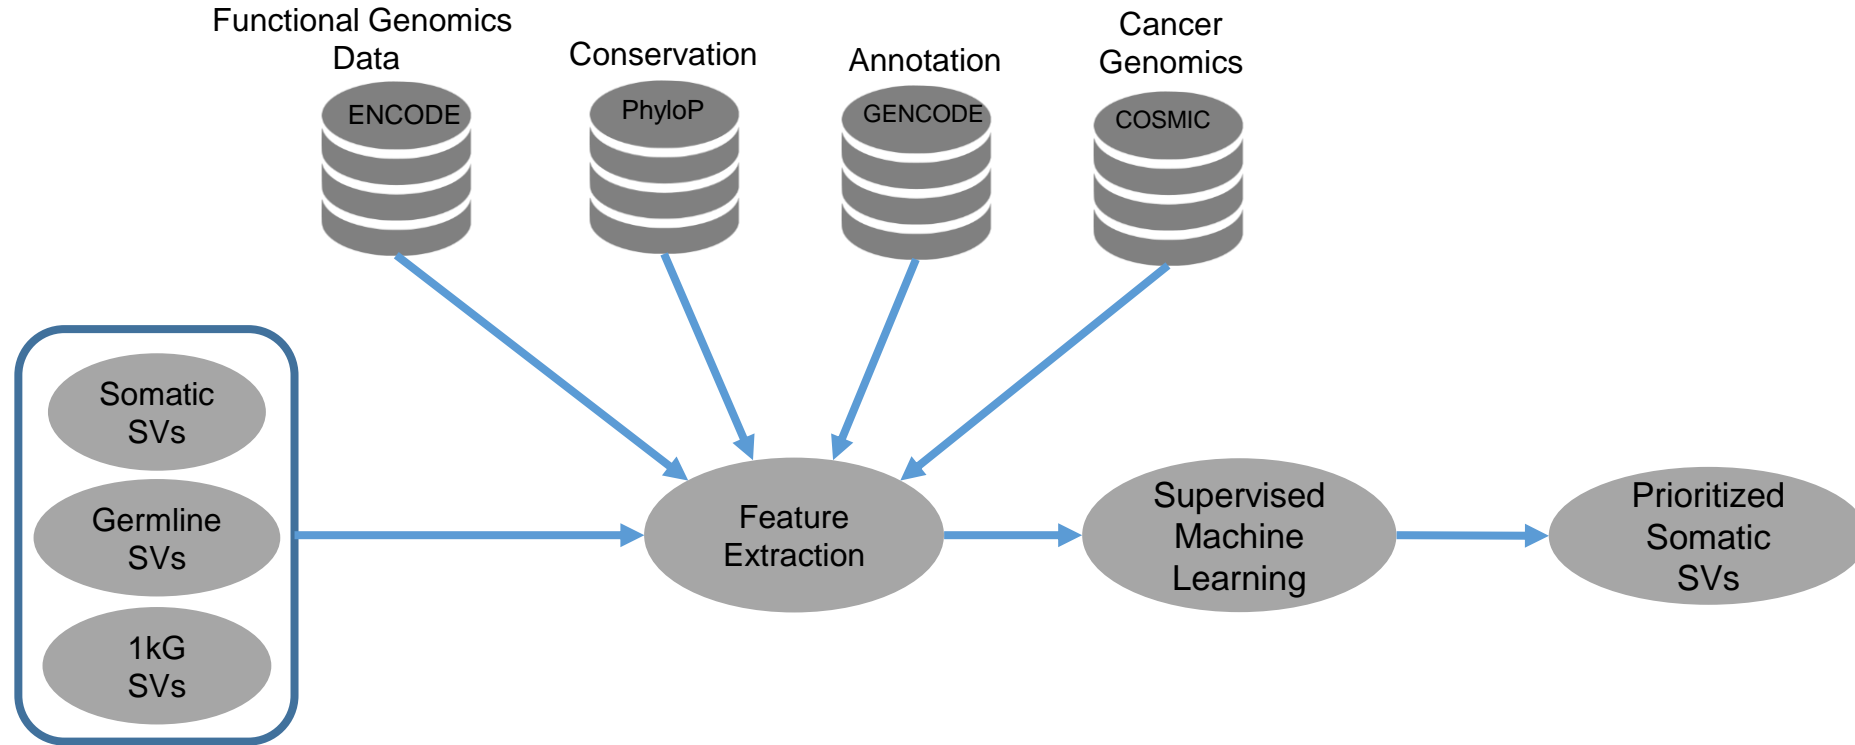 Functional Genomics
Data
Conservation
Annotation
Cancer
Genomics
ENCODE
PhyloP
GENCODE
COSMIC
Somatic
SVs
Germline
SVs
1kG
SVs
Feature
Extraction
Supervised
Machine
Learning
Prioritized
Somatic
SVs